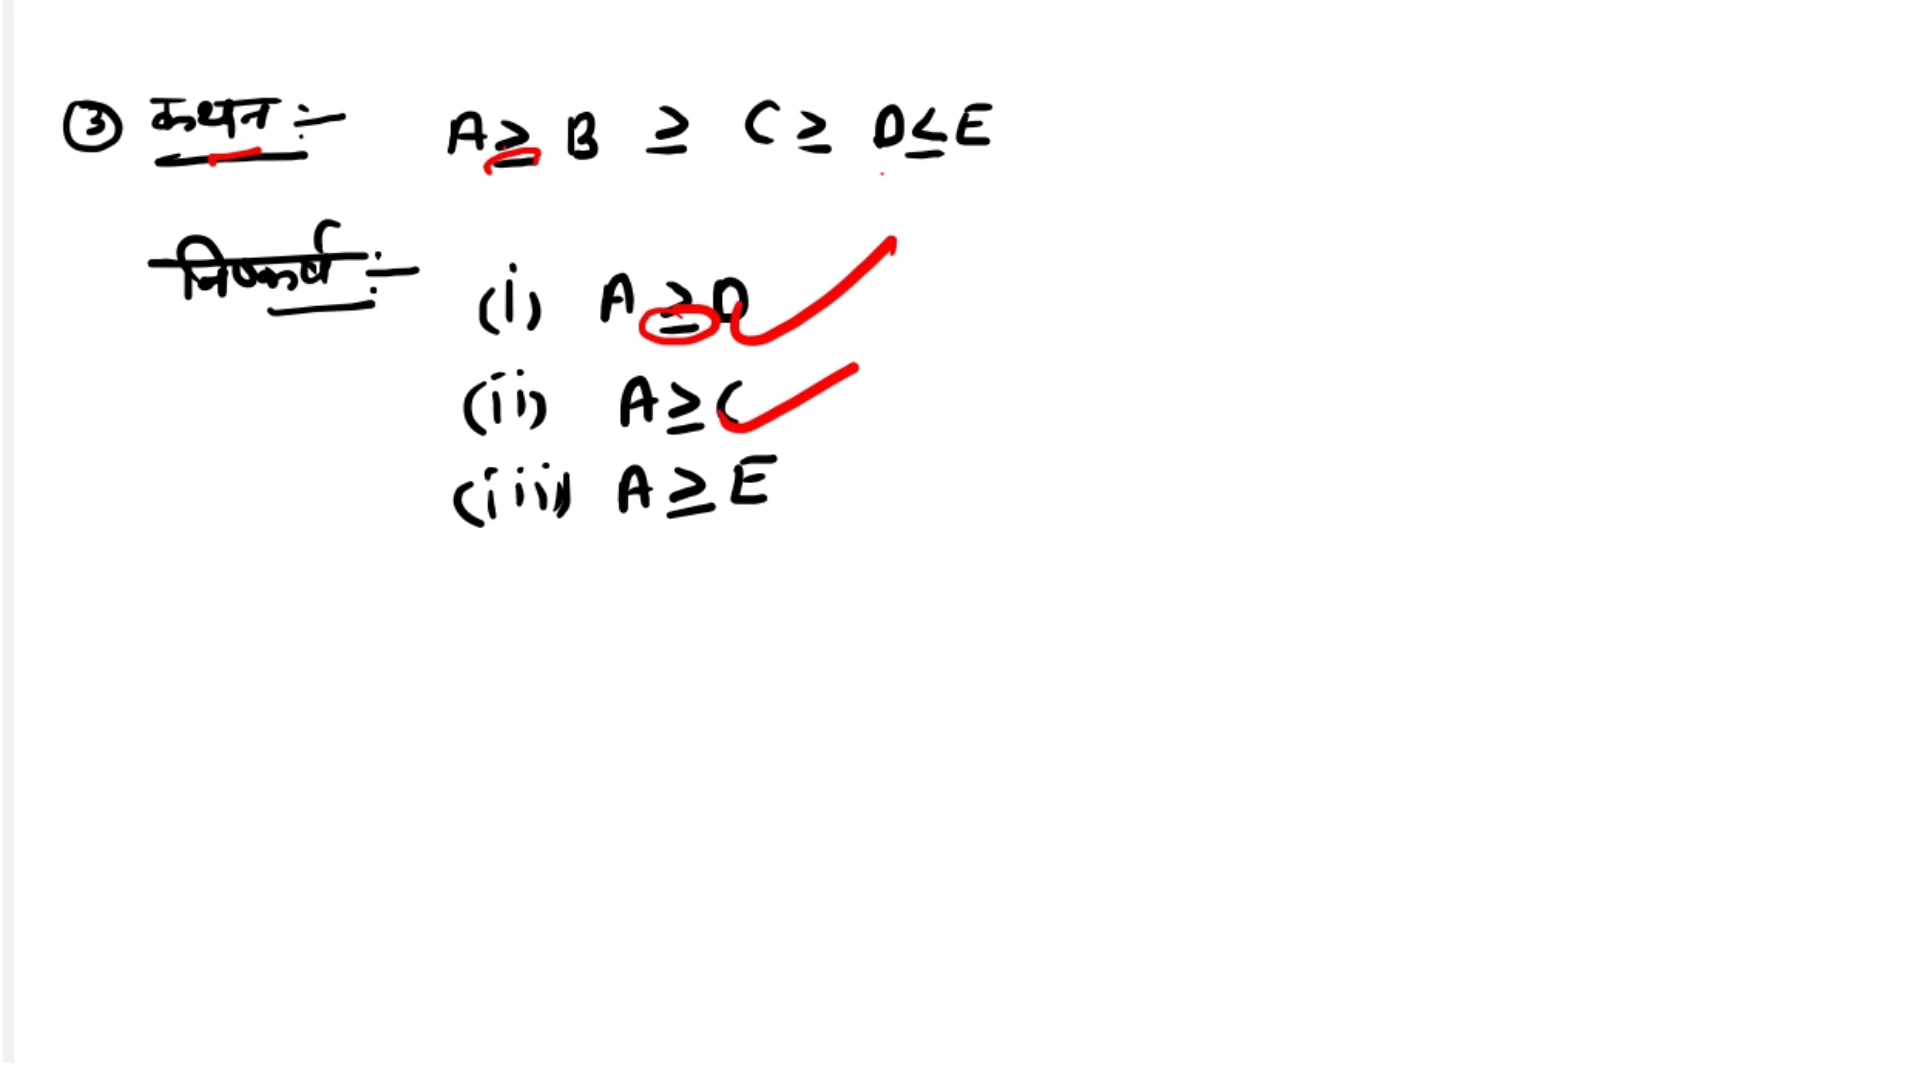 ③ कथन :- A ≥ B ≥ C ≥ D ≤ E
निष्कर्ष :-
(i) A ≥ D
(ii) A ≥ C
(iii) A ≥ E